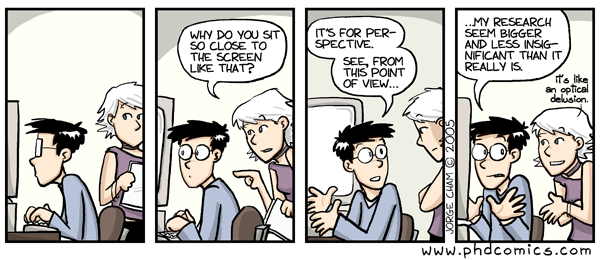 WHY DO YOU SIT
SO CLOSE TO
THE SCREEN
LIKE THAT?
IT'S FOR PER-
SPECTIVE.
SEE, FROM
THIS POINT
OF VIEW...
JORGE CHAM © 2005
...MY RESEARCH
SEEM BIGGER
AND LESS INSIG-
NIFICANT THAN IT
REALLY IS.
it's like
an optical
delusion.
www.phdcomics.com